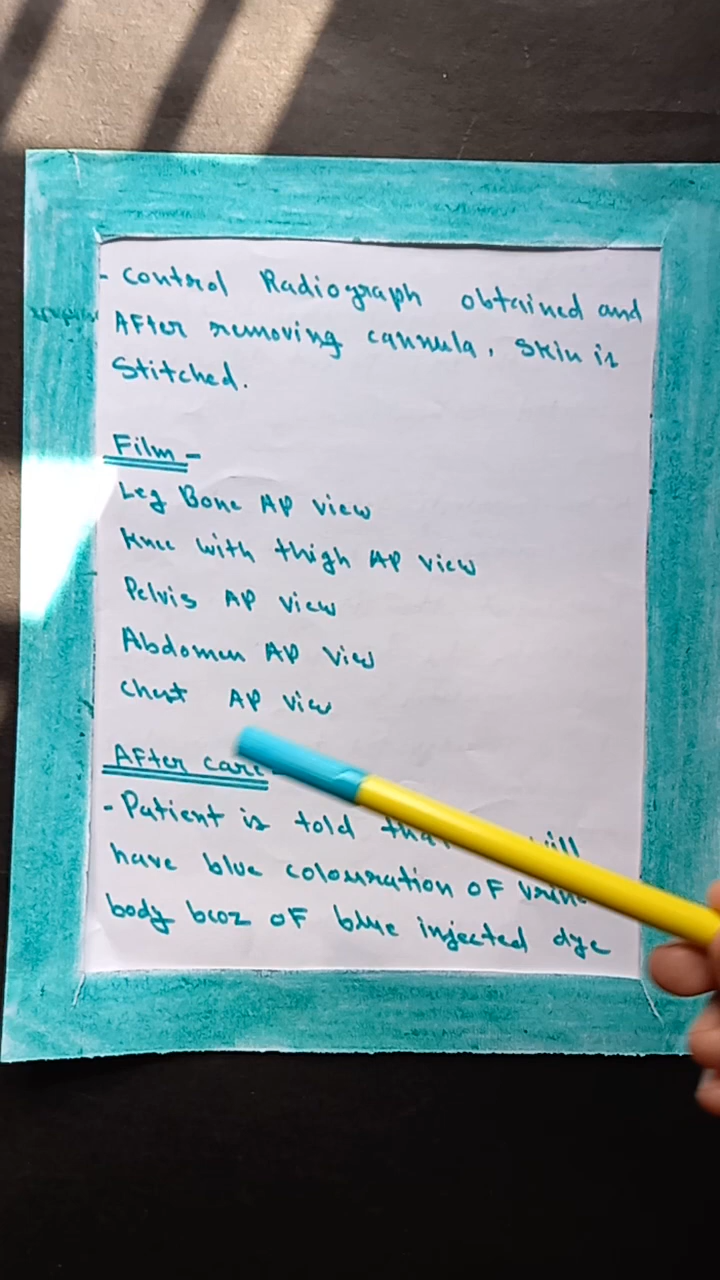 - Control Radiograph obtained and
After removing cannula, skin is
Stitched.
Film -
Leg Bone AP view
Knee with thigh AP view
Pelvis AP view
Abdomen AP view
Chest AP view
After care
- Patient is told
have blue colouration of
body bcoz of blue injected dye